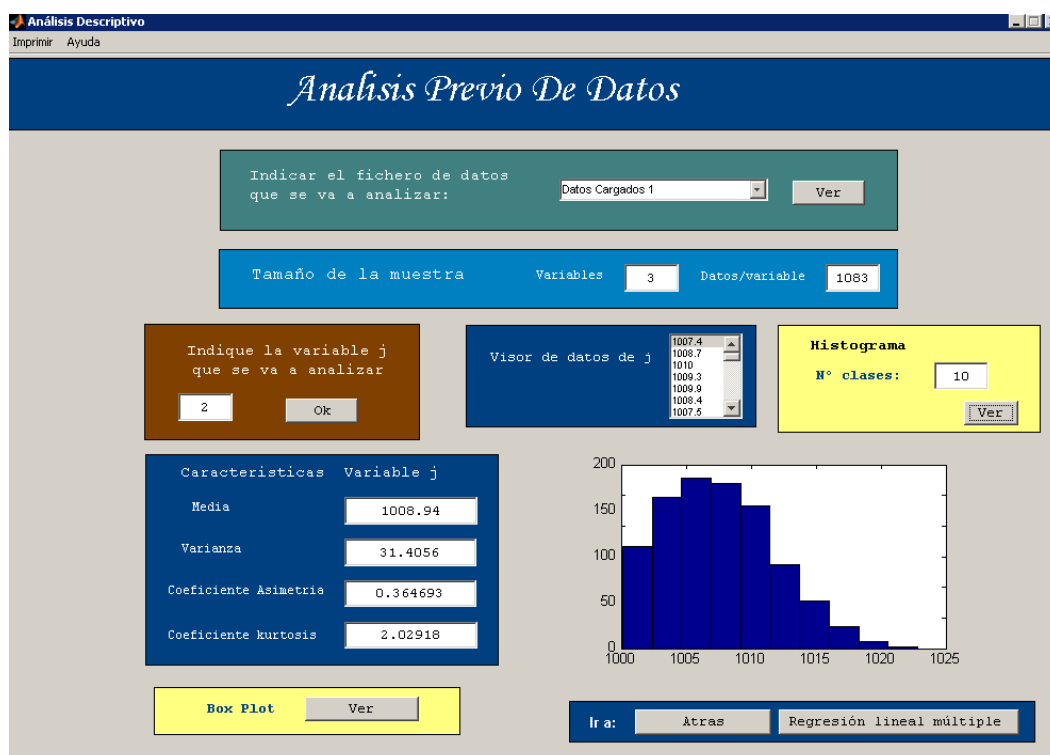 Análisis Descriptivo
Imprimir Ayuda
Analisis Previo De Datos
Indicar el fichero de datos
que se va a analizar:
Datos Cargados 1
Ver
Tamaño de la muestra
Variables
3
Datos/variable
1083
Indique la variable j
que se va a analizar
2
Ok
Visor de datos de j
1007.4
1008.7
1010
1009.3
1009.9
1008.4
1007.5
Histograma
Nº clases:
10
Ver
Caracteristicas Variable j
Media
1008.94
Varianza
31.4056
Coeficiente Asimetria
0.364693
Coeficiente kurtosis
2.02918
200
150
100
50
0
1000 1005 1010 1015 1020 1025
Box Plot
Ver
Ir a:
Atras
Regresión lineal múltiple